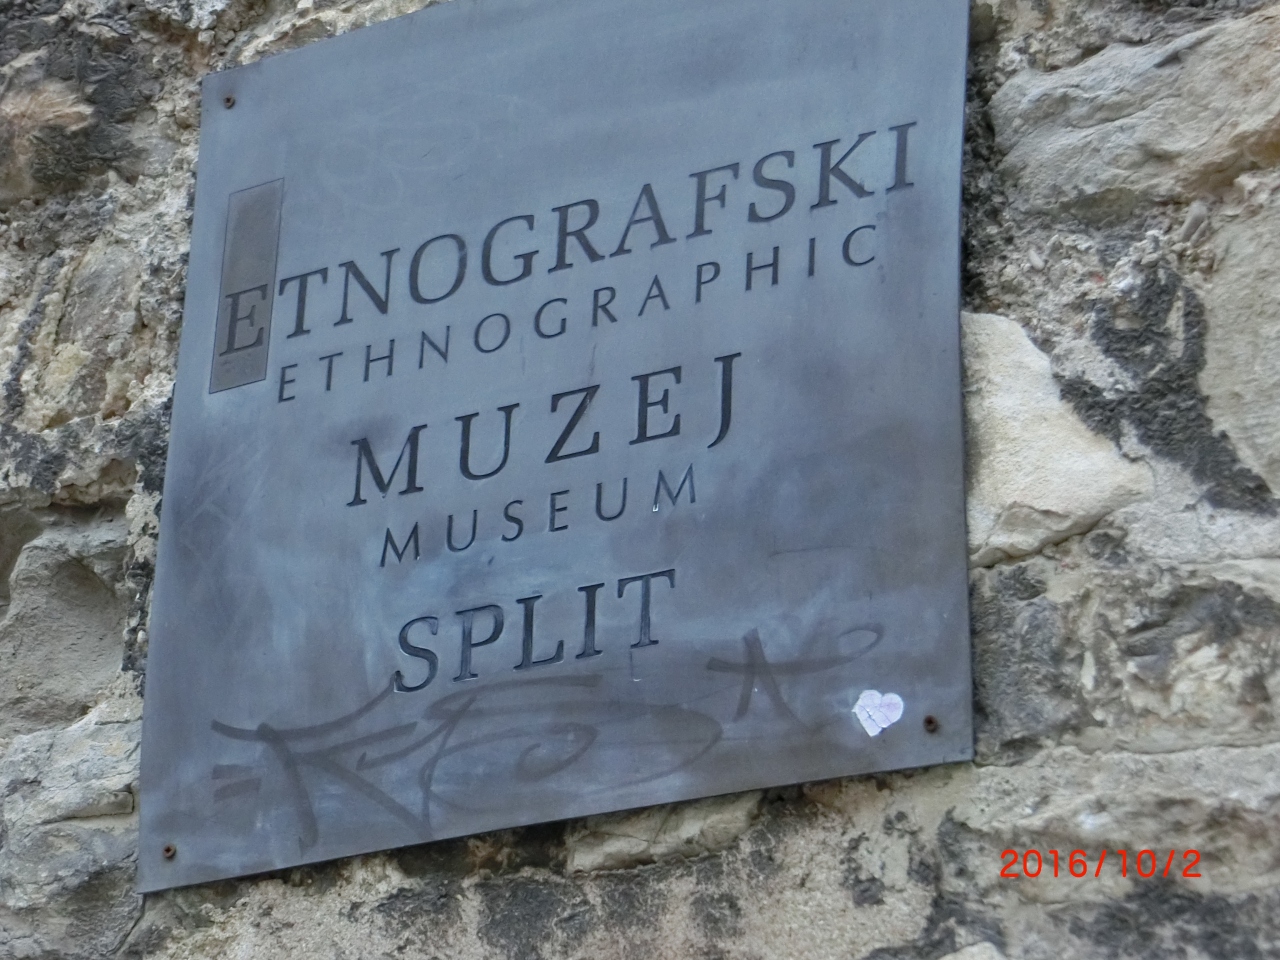 ETNOGRAFSKI
ETHNOGRAPHIC
MUZEJ
MUSEUM
SPLIT
2016/10/2